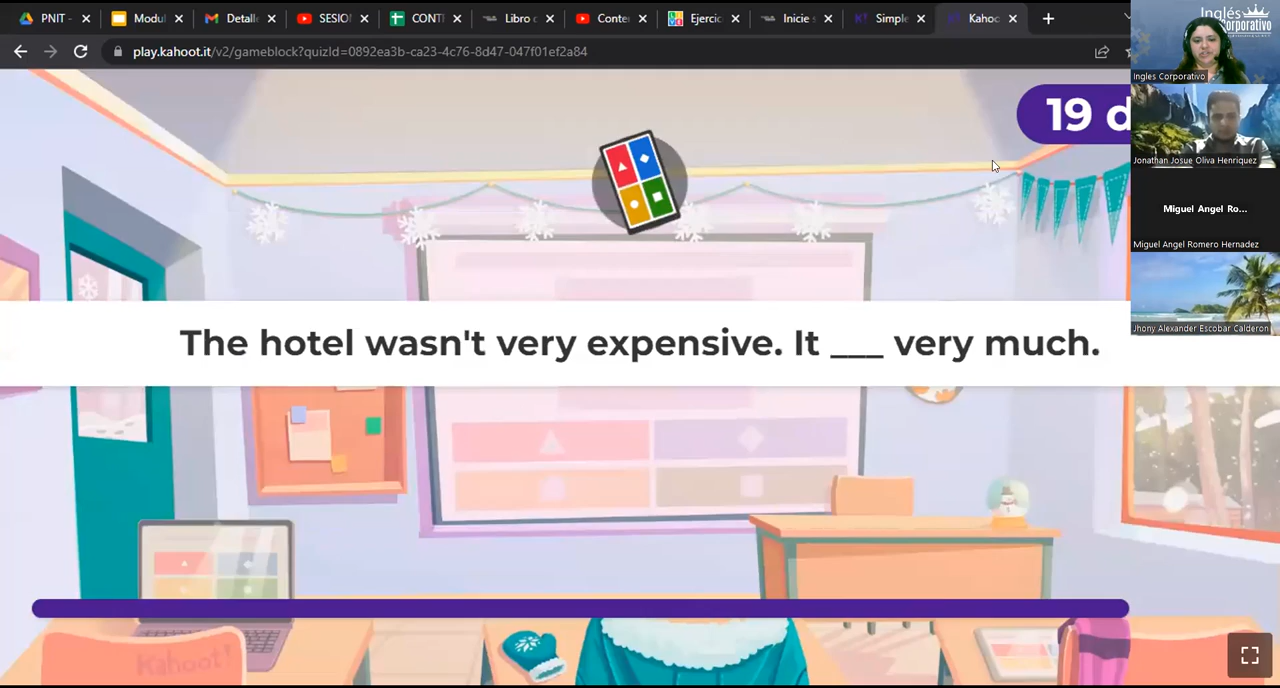 PNIT -
Modul
Detall
SESIO
CONT
Libro c
Conte
Ejercic
Inicie s
Simple
Kahoo
play.kahoot.it/v2/gameblock?quizId=0892ea3b-ca23-4c76-8d47-047f01ef2a84
Inglés
Corporativo
Ingles Corporativo
19 d
Jonathan Josue Oliva Henriquez
Miguel Angel Ro...
Miguel Angel Romero Hernadez
Jhony Alexander Escobar Calderon
The hotel wasn't very expensive. It ___ very much.
Kahoot!